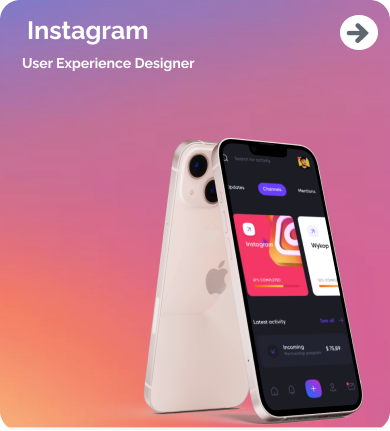 Instagram
User Experience Designer
Search for activity
Updates
Channels
Mentions
Instagram
Wykop
Latest activity
See all
Incoming
$ 75.89